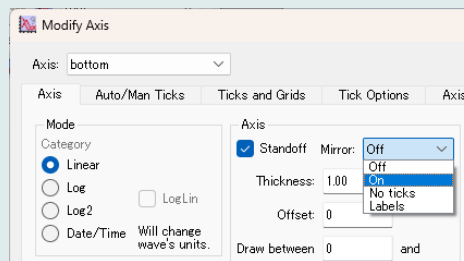 Modify Axis
Axis: bottom
Axis Auto/Man Ticks Ticks and Grids Tick Options Axis
Mode
Category
Linear
Log
LogLin
Log2
Date/Time
Will change
wave's units.
Axis
Standoff Mirror: Off
Off
On
No ticks
Labels
Thickness: 1.00
Offset: 0
Draw between 0 and